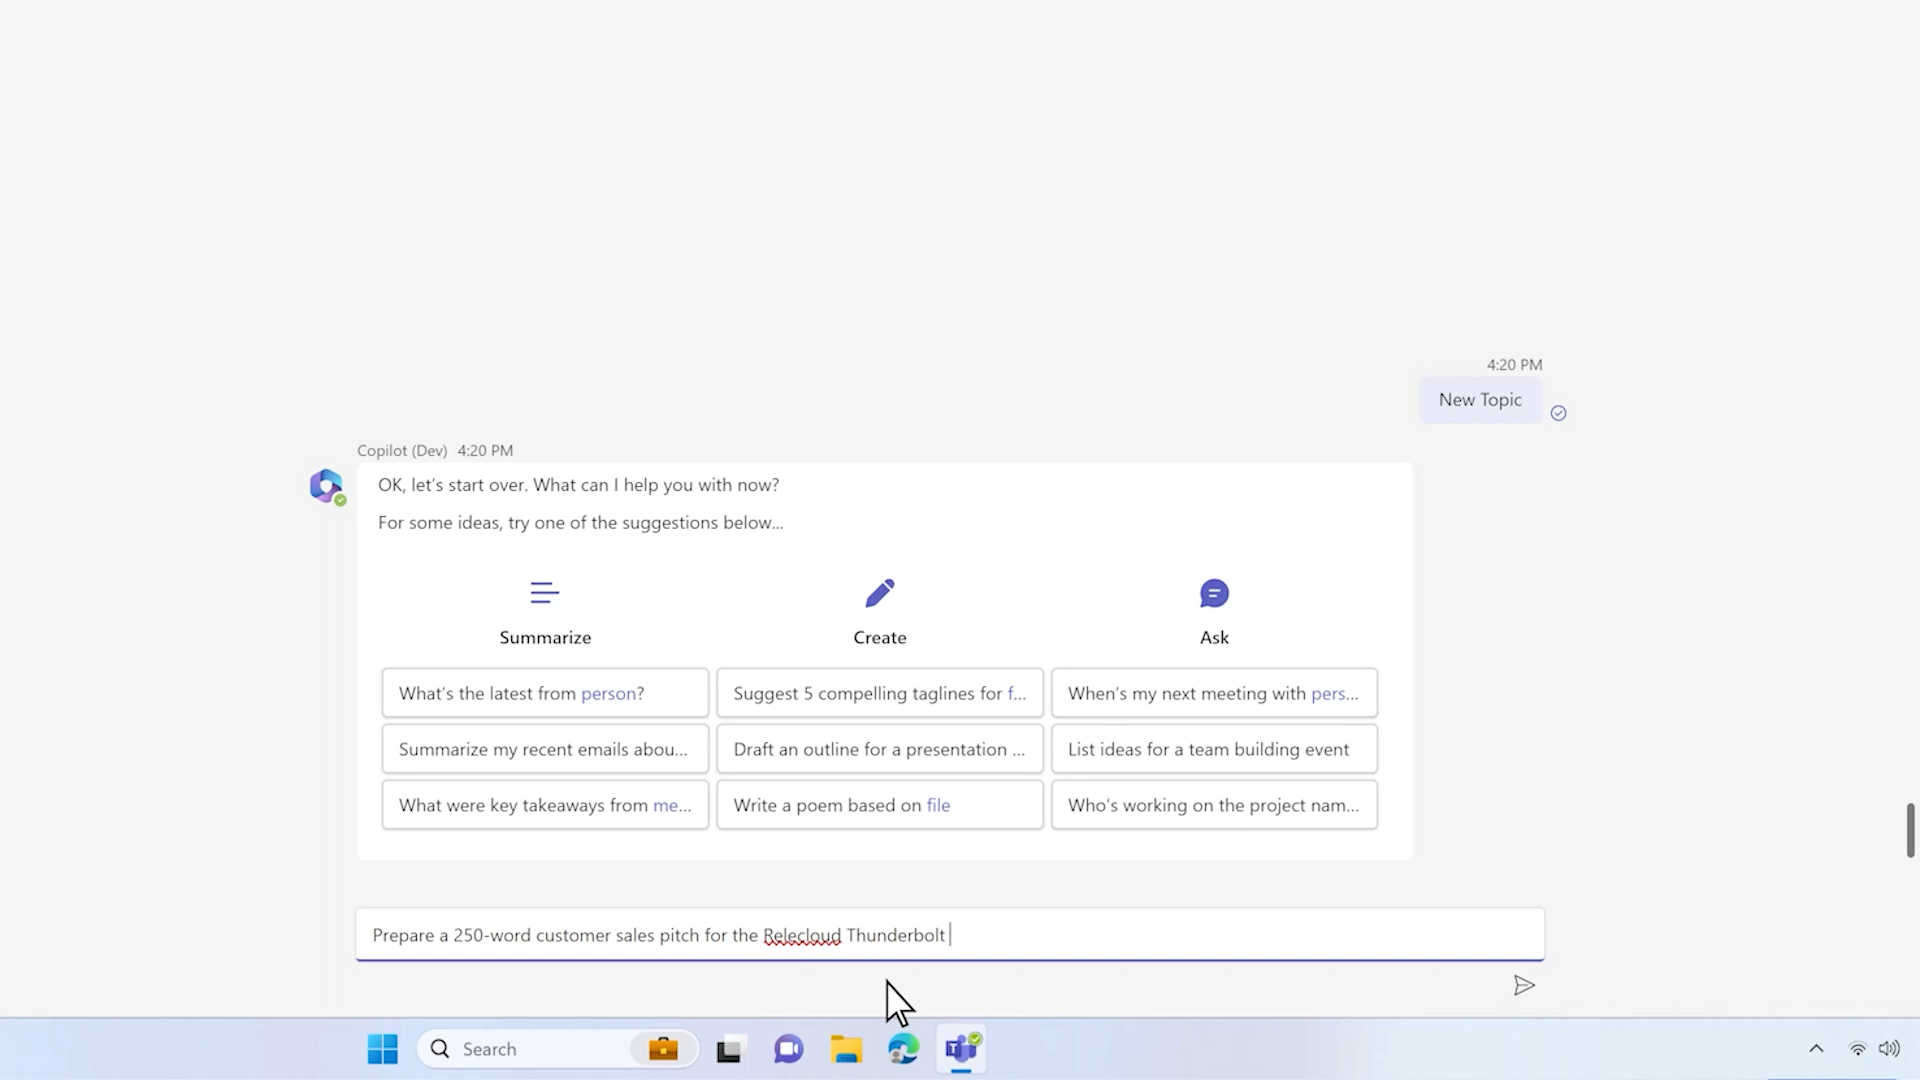 4:20 PM
New Topic
Copilot (Dev) 4:20 PM
OK, let's start over. What can I help you with now?
For some ideas, try one of the suggestions below...
Summarize
Create
Ask
What's the latest from person?
Suggest 5 compelling taglines for f...
When's my next meeting with pers...
Summarize my recent emails abou...
Draft an outline for a presentation ...
List ideas for a team building event
What were key takeaways from me...
Write a poem based on file
Who's working on the project nam...
Prepare a 250-word customer sales pitch for the Relecloud Thunderbolt
Search